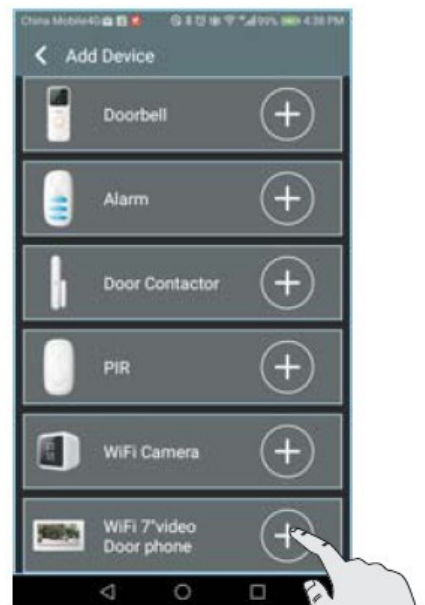 China Mobile4G 99% 4:38 PM
Add Device
Doorbell
Alarm
Door Contactor
PIR
WiFi Camera
WiFi 7"video
Door phone